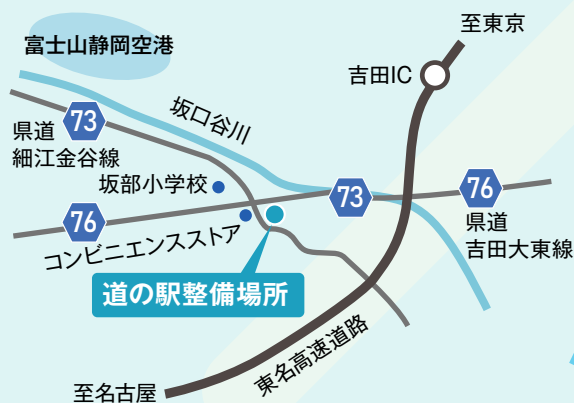 至東京
富士山静岡空港
吉田IC
坂口谷川
73
県道
細江金谷線
坂部小学校
73
76
76
県道
吉田大東線
コンビニエンスストア
道の駅整備場所
東名高速道路
至名古屋